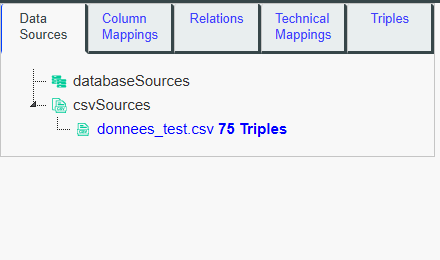 Data Sources
Column Mappings
Relations
Technical Mappings
Triples
databaseSources
csvSources
donnees_test.csv 75 Triples